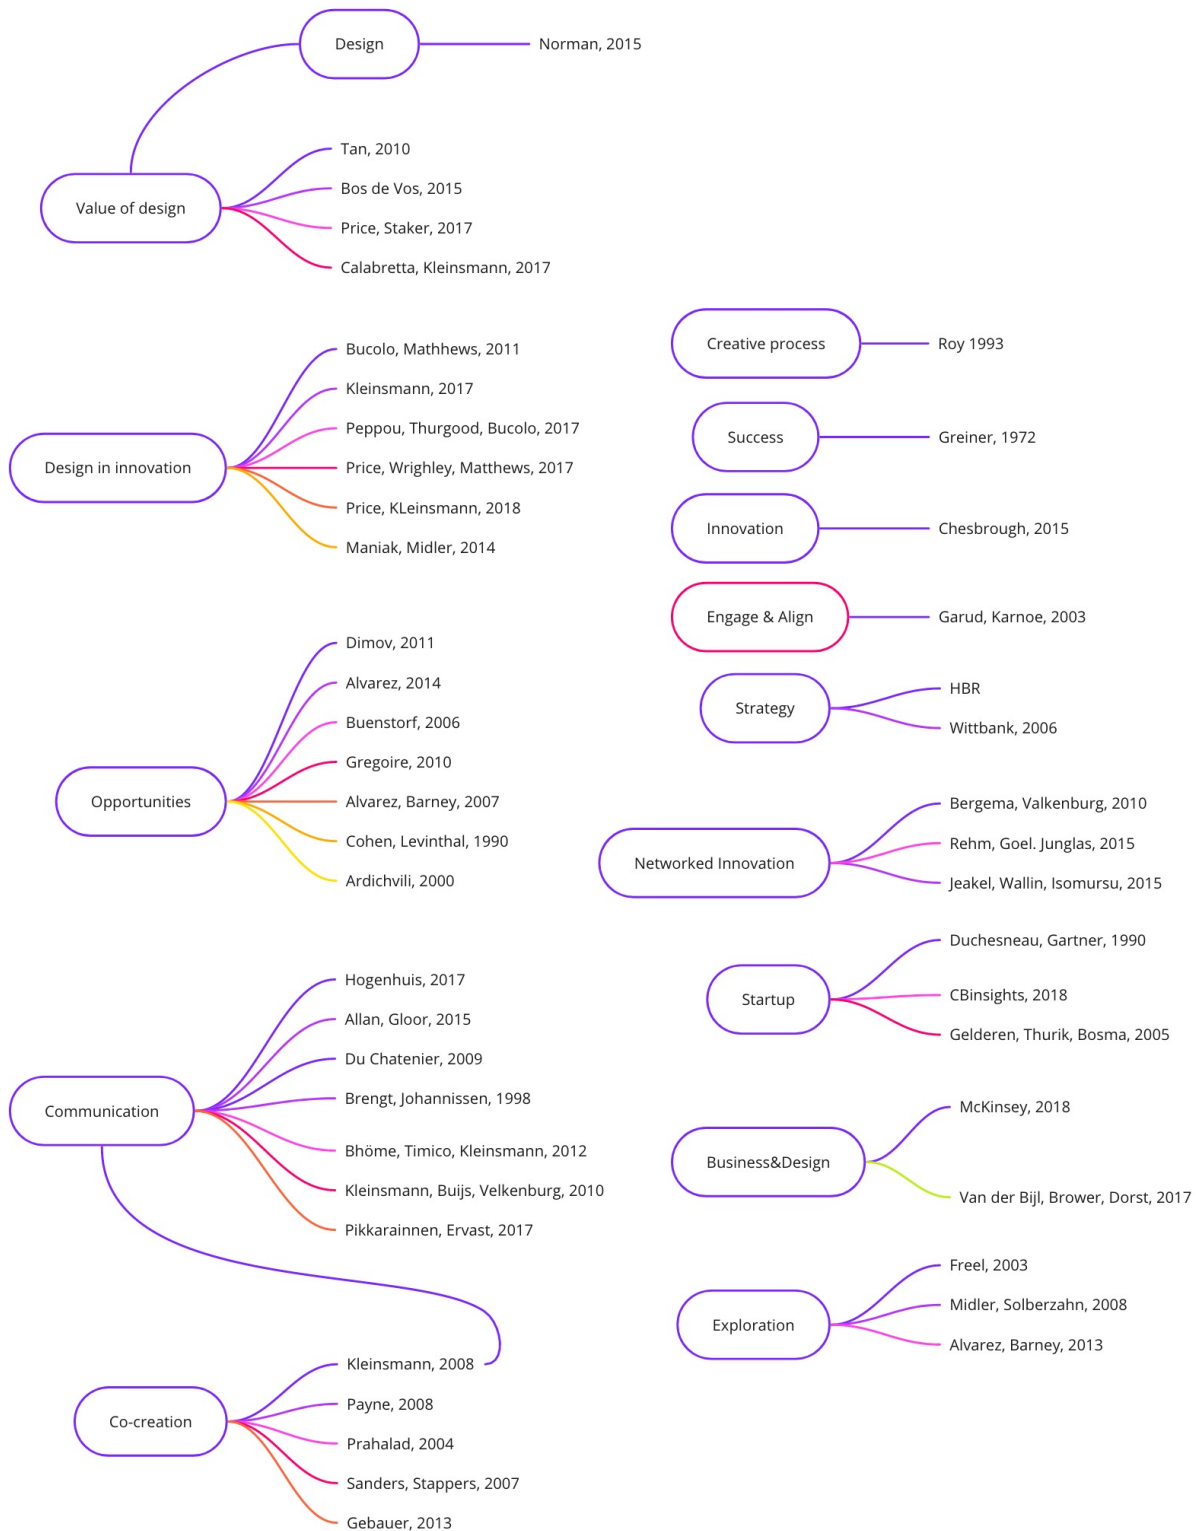 Design
Norman, 2015
Value of design
Tan, 2010
Bos de Vos, 2015
Price, Staker, 2017
Calabretta, Kleinsmann, 2017
Design in innovation
Bucolo, Mathhews, 2011
Kleinsmann, 2017
Peppou, Thurgood, Bucolo, 2017
Price, Wrighley, Matthews, 2017
Price, KLeinsmann, 2018
Maniak, Midler, 2014
Opportunities
Dimov, 2011
Alvarez, 2014
Buenstorf, 2006
Gregoire, 2010
Alvarez, Barney, 2007
Cohen, Levinthal, 1990
Ardichvili, 2000
Communication
Hogenhuis, 2017
Allan, Gloor, 2015
Du Chatenier, 2009
Brengt, Johannissen, 1998
Bhöme, Timico, Kleinsmann, 2012
Kleinsmann, Buijs, Velkenburg, 2010
Pikkarainnen, Ervast, 2017
Co-creation
Kleinsmann, 2008
Payne, 2008
Prahalad, 2004
Sanders, Stappers, 2007
Gebauer, 2013
Creative process
Roy 1993
Success
Greiner, 1972
Innovation
Chesbrough, 2015
Engage & Align
Garud, Karnoe, 2003
Strategy
HBR
Wittbank, 2006
Networked Innovation
Bergema, Valkenburg, 2010
Rehm, Goel. Junglas, 2015
Jeakel, Wallin, Isomursu, 2015
Startup
Duchesneau, Gartner, 1990
CBinsights, 2018
Gelderen, Thurik, Bosma, 2005
Business&Design
McKinsey, 2018
Van der Bijl, Brower, Dorst, 2017
Exploration
Freel, 2003
Midler, Solberzahn, 2008
Alvarez, Barney, 2013